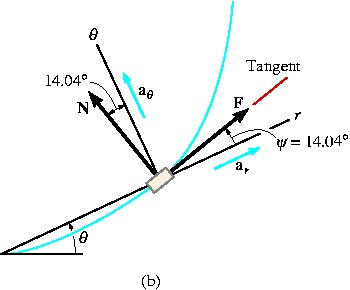 θ
14.04°
a_θ
N
Tangent
F
r
ψ = 14.04°
a_r
θ
(b)